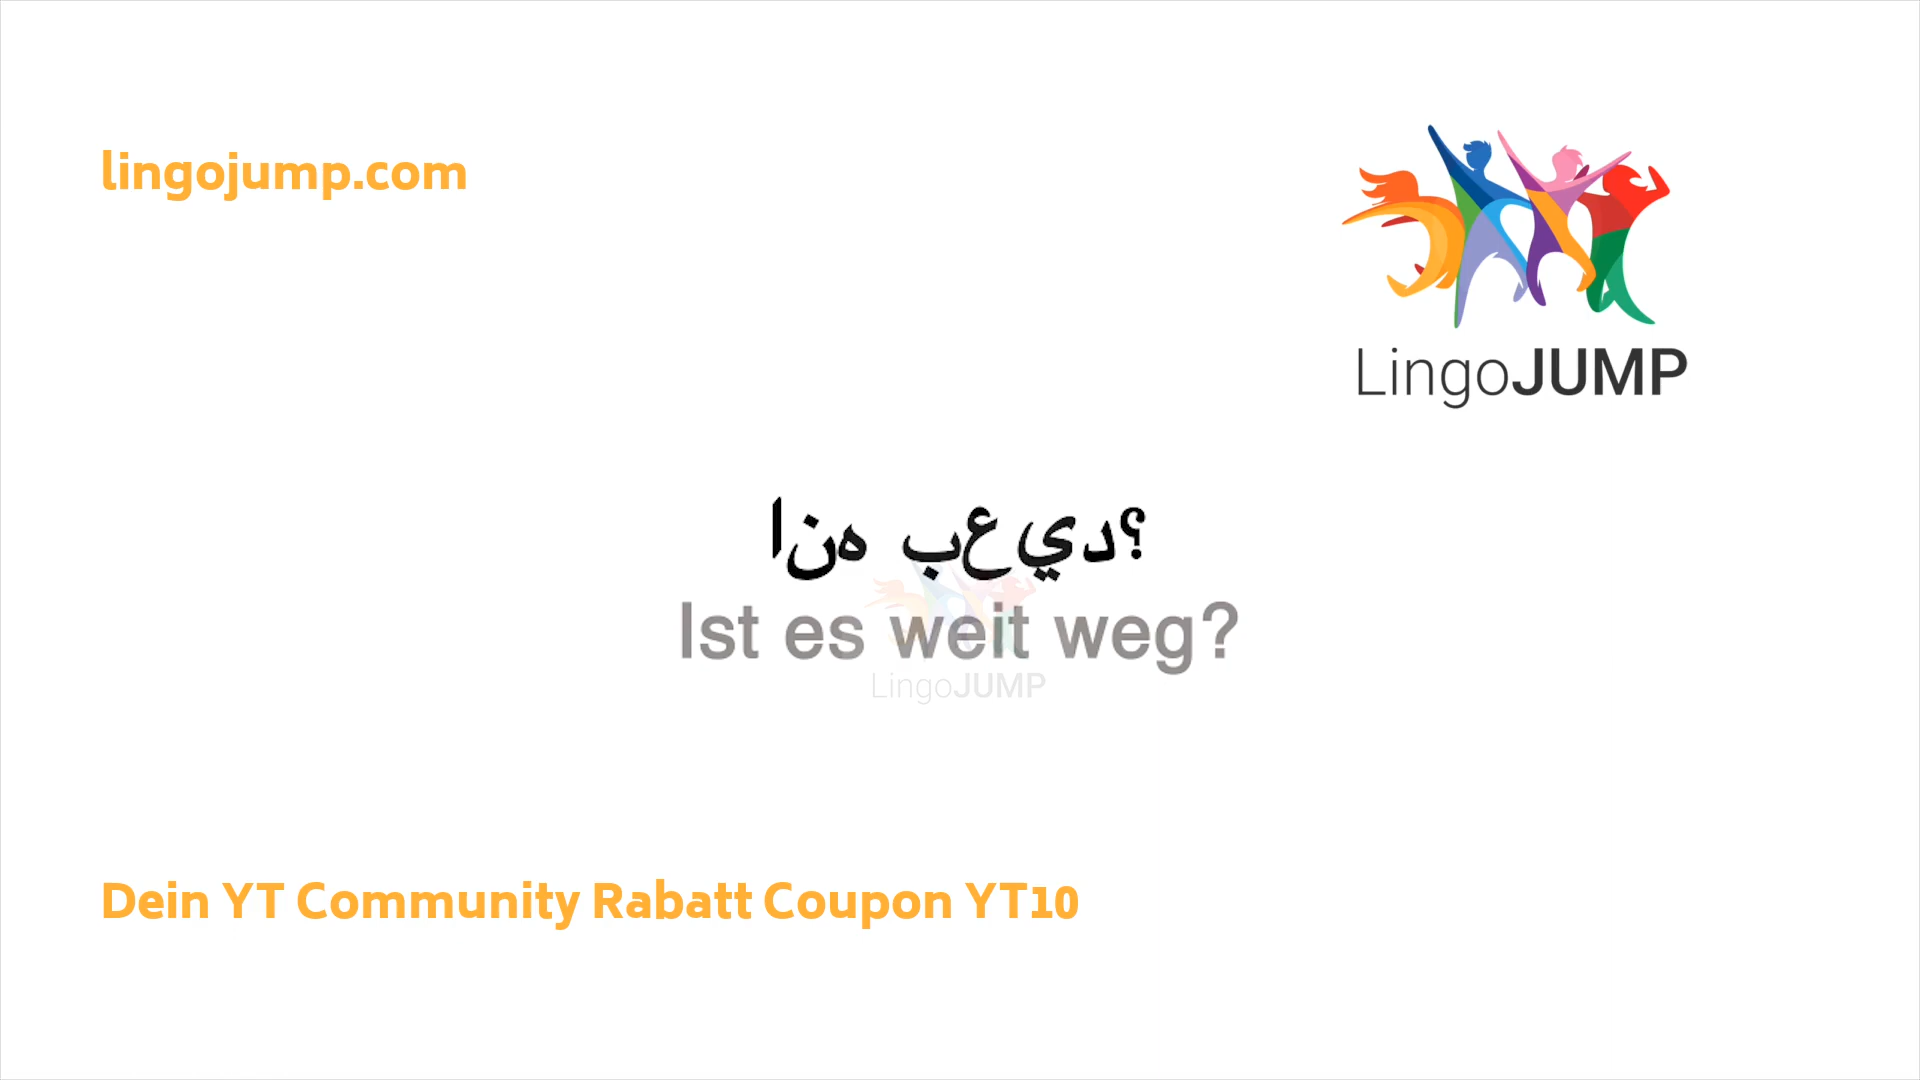 lingojump.com
LingoJUMP
انه بعيد؟
Ist es weit weg?
LingoJUMP
Dein YT Community Rabatt Coupon YT10